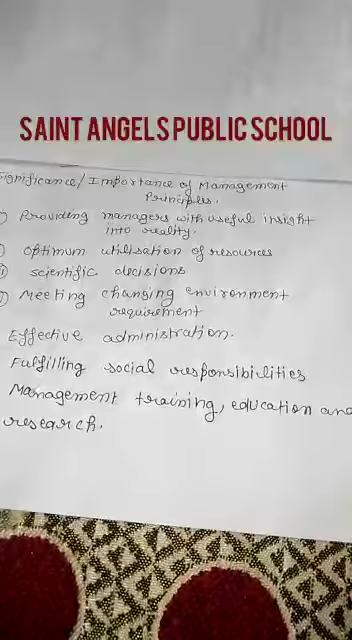 SAINT ANGELS PUBLIC SCHOOL
Significance/Importance of Management
Principles.
Providing managers with useful insight
into reality.
Optimum utilisation of resources
scientific decisions
Meeting changing environment
requirement
Effective administration.
Fulfilling social responsibilities
Management training, education and
research.